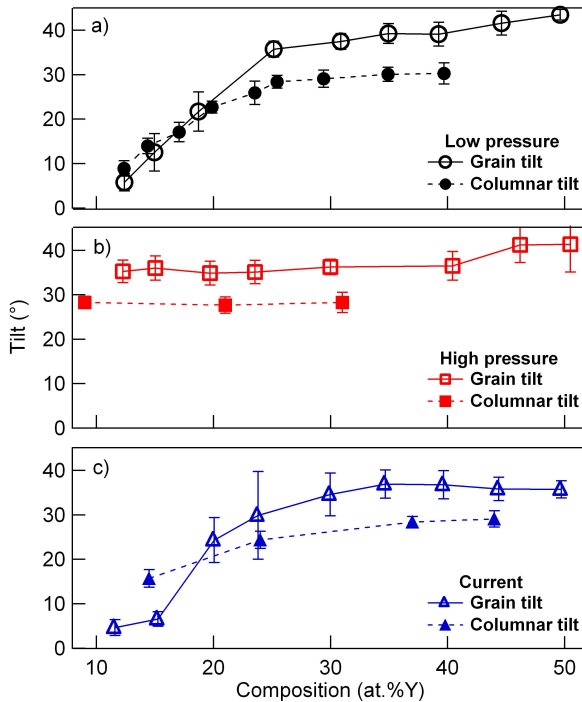 a)
40
30
20
10
0
Low pressure
Grain tilt
Columnar tilt
b)
40
30
20
10
0
Tilt (°)
High pressure
Grain tilt
Columnar tilt
c)
40
30
20
10
0
Current
Grain tilt
Columnar tilt
10 20 30 40 50
Composition (at.%Y)